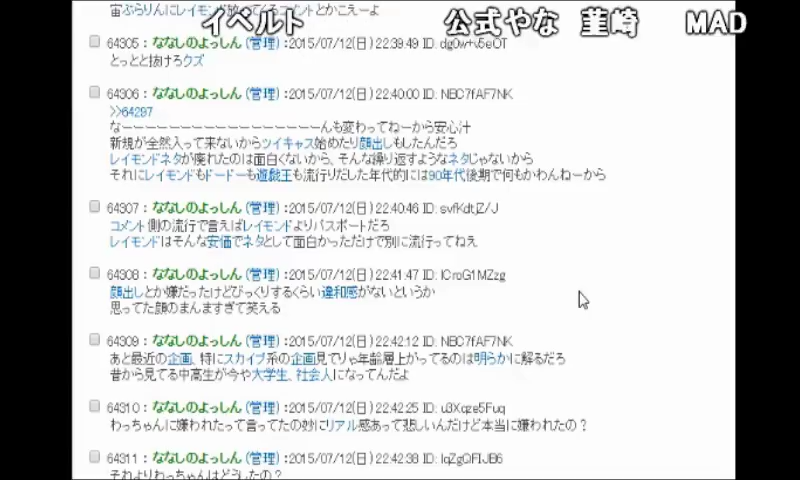 宙ぶらりんにレイモンド放ってくるコメントとかこえーよ
イベルト 公式やな 韮崎 MAD
64305 : ななしのよっしん (管理) :2015/07/12(日) 22:39:49 ID:
とっとと抜けろクズ
64306 : ななしのよっしん (管理) :2015/07/12(日) 22:40:00 ID: NBC7fAF7NK
>>64297
なーーーーーーーーーーーーーーーーーーんも変わってねーから安心汁
新規が全然入って来ないからツイキャス始めたり顔出しもしたんだろ
レイモンドネタが廃れたのは面白くないから、そんな繰り返すようなネタじゃないから
それにレイモンドもドードーも遊戯王も流行りだした年代的には90年代後期で何もかわんねーから
64307 : ななしのよっしん (管理) :2015/07/12(日) 22:40:46 ID: svfKdtjZ/J
コメント側の流行で言えばレイモンドよりパスポートだろ
レイモンドはそんな安価でネタとして面白かっただけで別に流行ってねえ
64308 : ななしのよっしん (管理) :2015/07/12(日) 22:41:47 ID: ICroG1MZzg
顔出しとか嫌だったけどびっくりするくらい違和感がないというか
思ってた顔のまんますぎて笑える
64309 : ななしのよっしん (管理) :2015/07/12(日) 22:42:12 ID: NBC7fAF7NK
あと最近の企画、特にスカイプ系の企画見でりゃ年齢層上がってるのは明らかに解るだろ
昔から見てる中高生が今や大学生、社会人になってんだよ
64310 : ななしのよっしん (管理) :2015/07/12(日) 22:42:25 ID: u3Xqze5Fuq
わっちゃんに嫌われたって言ってたの妙にリアル感あって悲しいんだけど本当に嫌われたの？
64311 : ななしのよっしん (管理) :2015/07/12(日) 22:42:38 ID: IqZgQFIJB6
それよりわっちゃんはどうしたの？